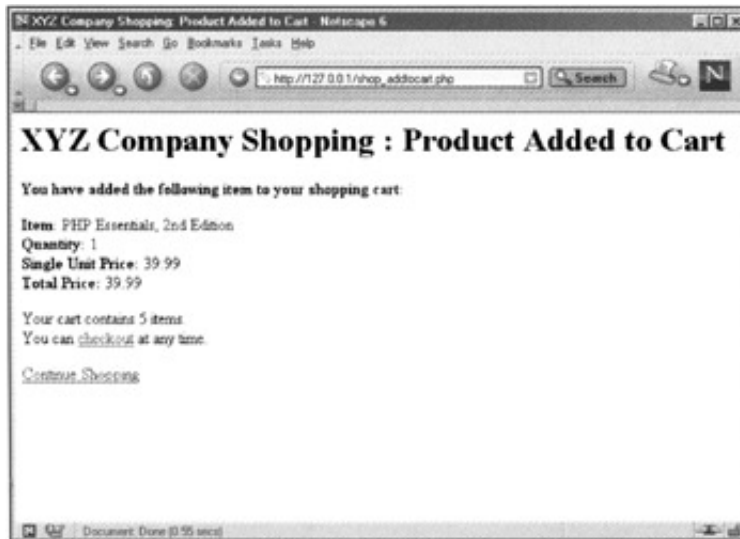 XYZ Company Shopping: Product Added to Cart - Netscape 6
File Edit View Search Go Bookmarks Tasks Help
http://127.0.0.1/shop_addtocart.php
Search
N
XYZ Company Shopping : Product Added to Cart
You have added the following item to your shopping cart:
Item: PHP Essentials, 2nd Edition
Quantity: 1
Single Unit Price: 39.99
Total Price: 39.99
Your cart contains 5 items.
You can checkout at any time.
Continue Shopping
Document: Done (0.55 secs)